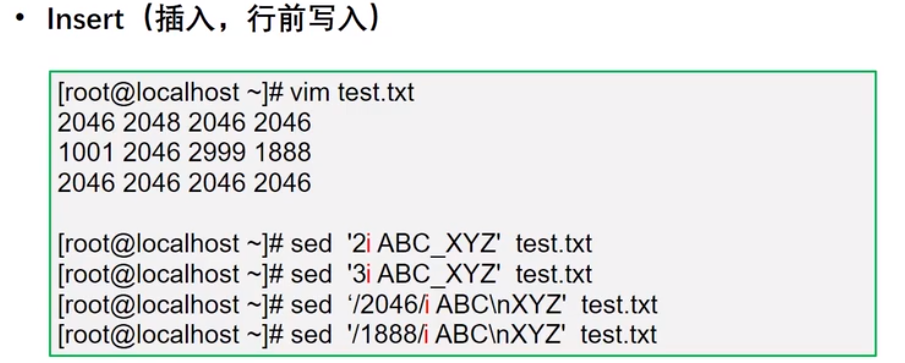 • Insert（插入，行前写入）
[root@localhost ~]# vim test.txt
2046 2048 2046 2046
1001 2046 2999 1888
2046 2046 2046 2046
[root@localhost ~]# sed  '2i ABC_XYZ'  test.txt
[root@localhost ~]# sed  '3i ABC_XYZ'  test.txt
[root@localhost ~]# sed  ‘/2046/i ABC\nXYZ'  test.txt
[root@localhost ~]# sed  '/1888/i ABC\nXYZ'  test.txt